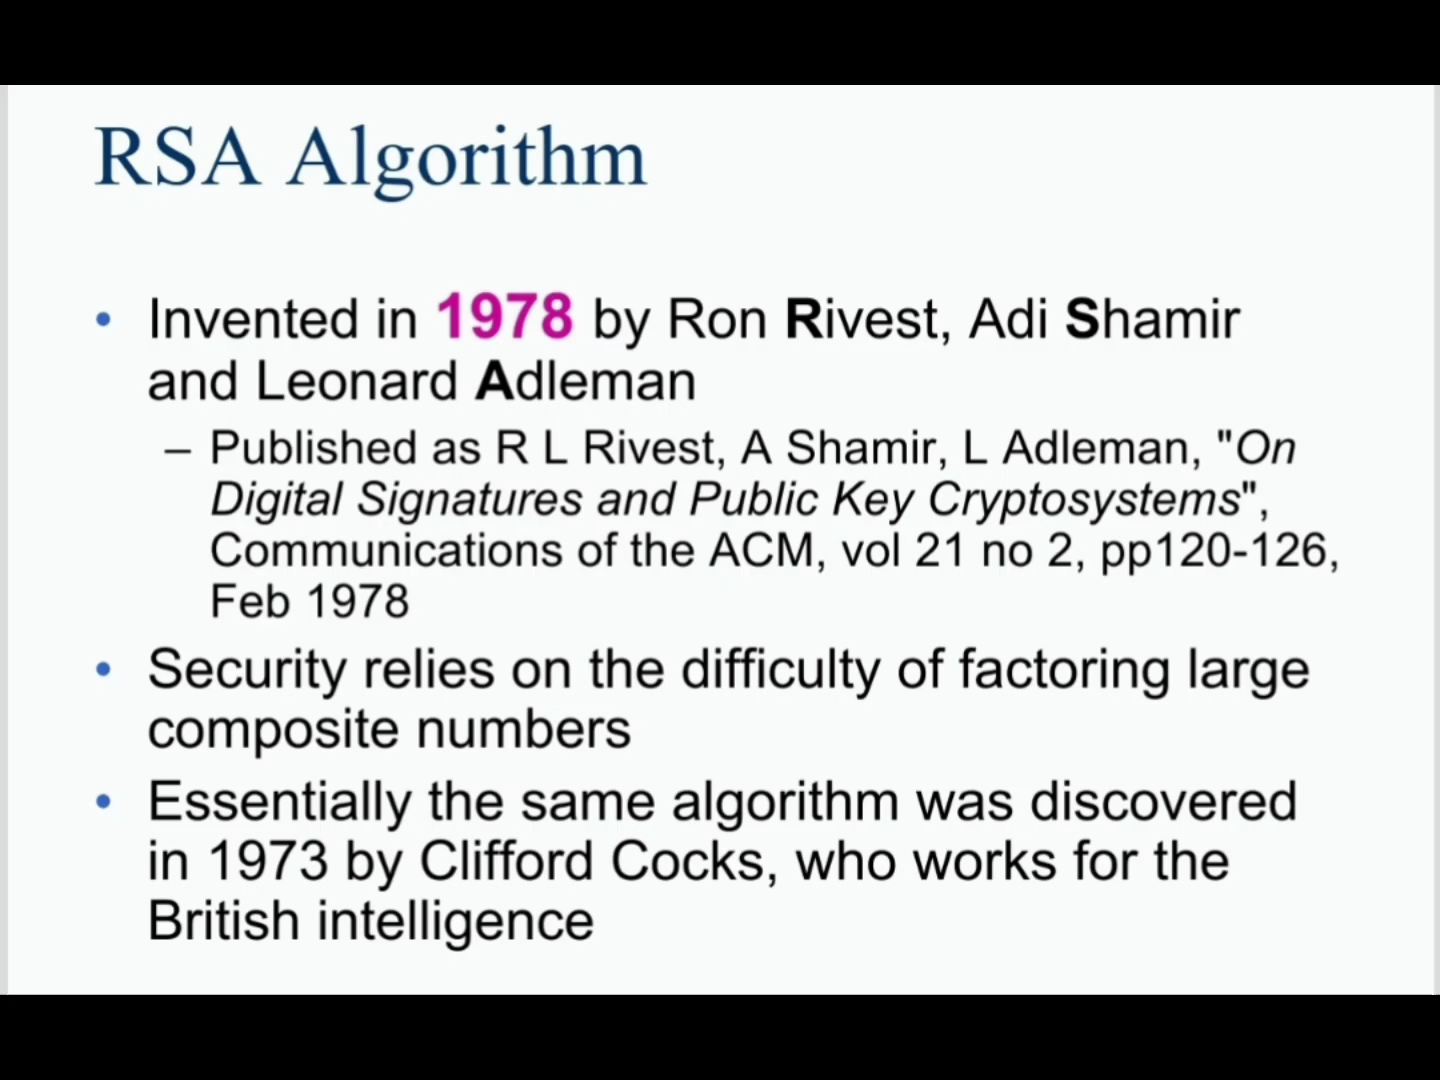 RSA Algorithm
• Invented in 1978 by Ron Rivest, Adi Shamir
and Leonard Adleman
– Published as R L Rivest, A Shamir, L Adleman, "On
Digital Signatures and Public Key Cryptosystems",
Communications of the ACM, vol 21 no 2, pp120-126,
Feb 1978
• Security relies on the difficulty of factoring large
composite numbers
• Essentially the same algorithm was discovered
in 1973 by Clifford Cocks, who works for the
British intelligence